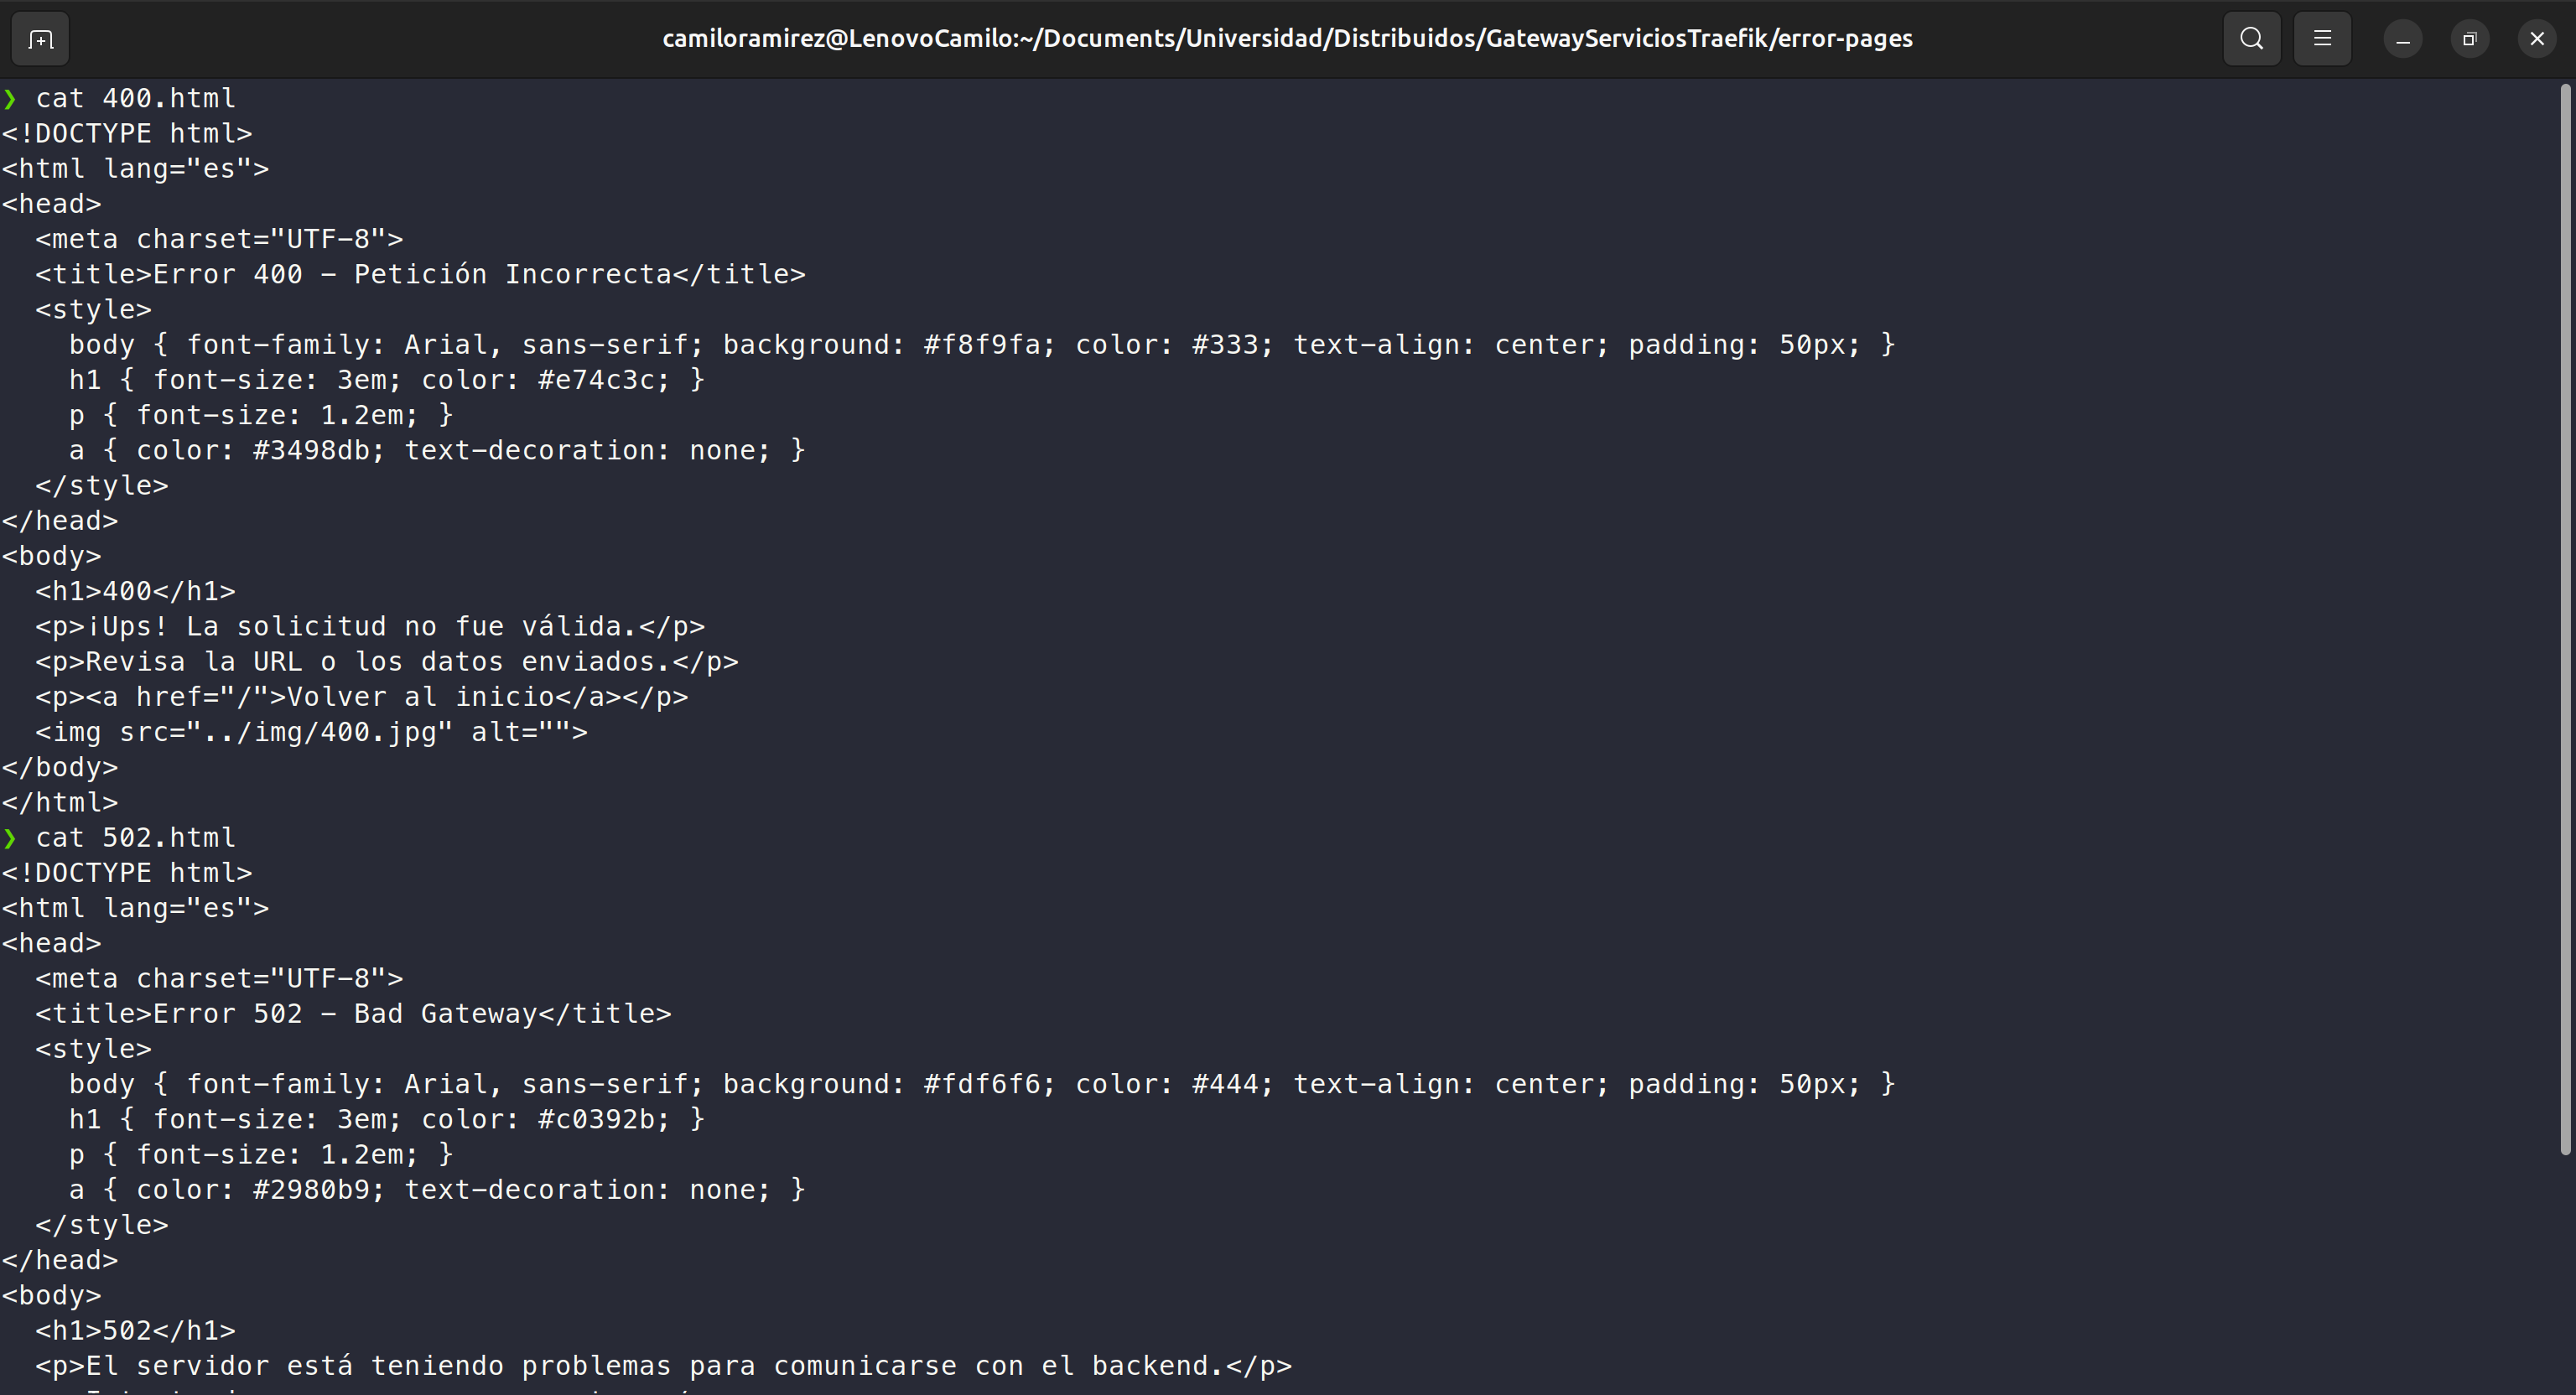 camiloramirez@LenovoCamilo:~/Documents/Universidad/Distribuidos/GatewayServiciosTraefik/error-pages
❯ cat 400.html
<!DOCTYPE html>
<html lang="es">
<head>
  <meta charset="UTF-8">
  <title>Error 400 - Petición Incorrecta</title>
  <style>
    body { font-family: Arial, sans-serif; background: #f8f9fa; color: #333; text-align: center; padding: 50px; }
    h1 { font-size: 3em; color: #e74c3c; }
    p { font-size: 1.2em; }
    a { color: #3498db; text-decoration: none; }
  </style>
</head>
<body>
  <h1>400</h1>
  <p>¡Ups! La solicitud no fue válida.</p>
  <p>Revisa la URL o los datos enviados.</p>
  <p><a href="/">Volver al inicio</a></p>
  <img src="../img/400.jpg" alt="">
</body>
</html>
❯ cat 502.html
<!DOCTYPE html>
<html lang="es">
<head>
  <meta charset="UTF-8">
  <title>Error 502 - Bad Gateway</title>
  <style>
    body { font-family: Arial, sans-serif; background: #fdf6f6; color: #444; text-align: center; padding: 50px; }
    h1 { font-size: 3em; color: #c0392b; }
    p { font-size: 1.2em; }
    a { color: #2980b9; text-decoration: none; }
  </style>
</head>
<body>
  <h1>502</h1>
  <p>El servidor está teniendo problemas para comunicarse con el backend.</p>